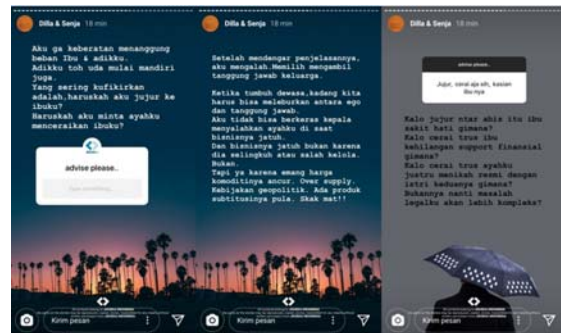 Dilla & Senja 18 min
Aku ga keberatan menanggung
beban Ibu & adikku.
Adikku toh uda mulai mandiri
juga.
Yang sering kufikirkan
adalah,haruskah aku jujur ke
ibuku?
Haruskah aku minta ayahku
menceraikan ibuku?
advise please..
Kirim pesan
Dilla & Senja 18 min
Setelah mendengar penjelasannya,
aku mengalah.Memilih mengambil
tanggung jawab keluarga.
Ketika tumbuh dewasa,kadang kita
harus bisa meleburkan antara ego
dan tanggung jawab.
Aku tidak bisa berkeras kepala
menyalahkan ayahku di saat
bisnisnya jatuh.
Dan bisnisnya jatuh bukan karena
dia selingkuh atau salah kelola.
Bukan.
Tapi ya karena emang harga
komoditinya ancur. Over supply.
Kebijakan geopolitik. Ada produk
subtitusinya pula. Skak mat!!
Kirim pesan
Dilla & Senja 18 min
advise please..
Jujur, cerai aja sih, kasian
ibu nya
Kalo jujur ntar abis itu ibu
sakit hati gimana?
Kalo cerai trus ibu
kehilangan support finansial
gimana?
Kalo cerai trus ayahku
justru menikah resmi dengan
istri keduanya gimana?
Bukannya nanti masalah
legalku akan lebih kompleks?
Kirim pesan